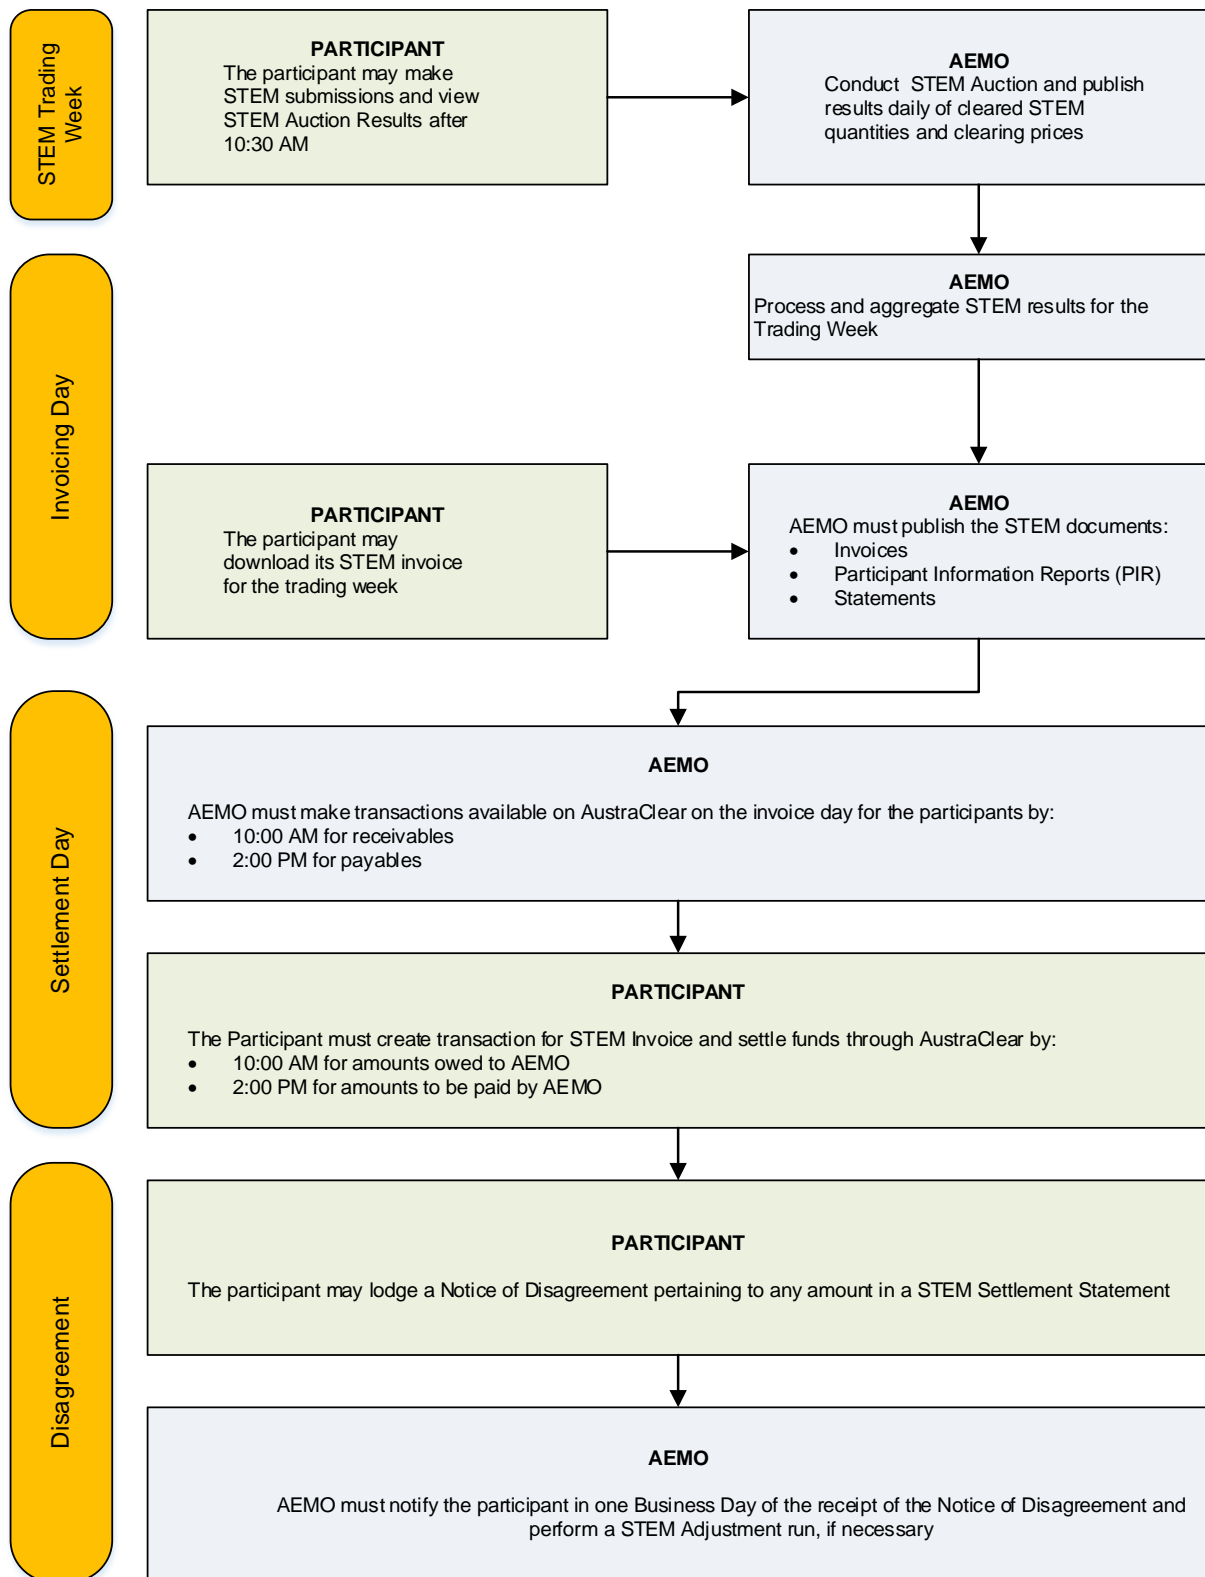 STEM Trading
Week
PARTICIPANT
The participant may make
STEM submissions and view
STEM Auction Results after
10:30 AM
AEMO
Conduct STEM Auction and publish
results daily of cleared STEM
quantities and clearing prices
Invoicing Day
AEMO
Process and aggregate STEM results for the
Trading Week
PARTICIPANT
The participant may
download its STEM invoice
for the trading week
AEMO
AEMO must publish the STEM documents:
• Invoices
• Participant Information Reports (PIR)
• Statements
Settlement Day
AEMO
AEMO must make transactions available on AustraClear on the invoice day for the participants by:
• 10:00 AM for receivables
• 2:00 PM for payables
PARTICIPANT
The Participant must create transaction for STEM Invoice and settle funds through AustraClear by:
• 10:00 AM for amounts owed to AEMO
• 2:00 PM for amounts to be paid by AEMO
Disagreement
PARTICIPANT
The participant may lodge a Notice of Disagreement pertaining to any amount in a STEM Settlement Statement
AEMO
AEMO must notify the participant in one Business Day of the receipt of the Notice of Disagreement and
perform a STEM Adjustment run, if necessary